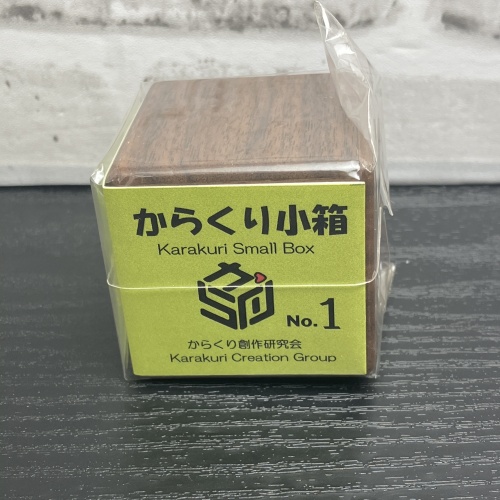 からくり小箱
Karakuri Small Box
No.1
からくり創作研究会
Karakuri Creation Group